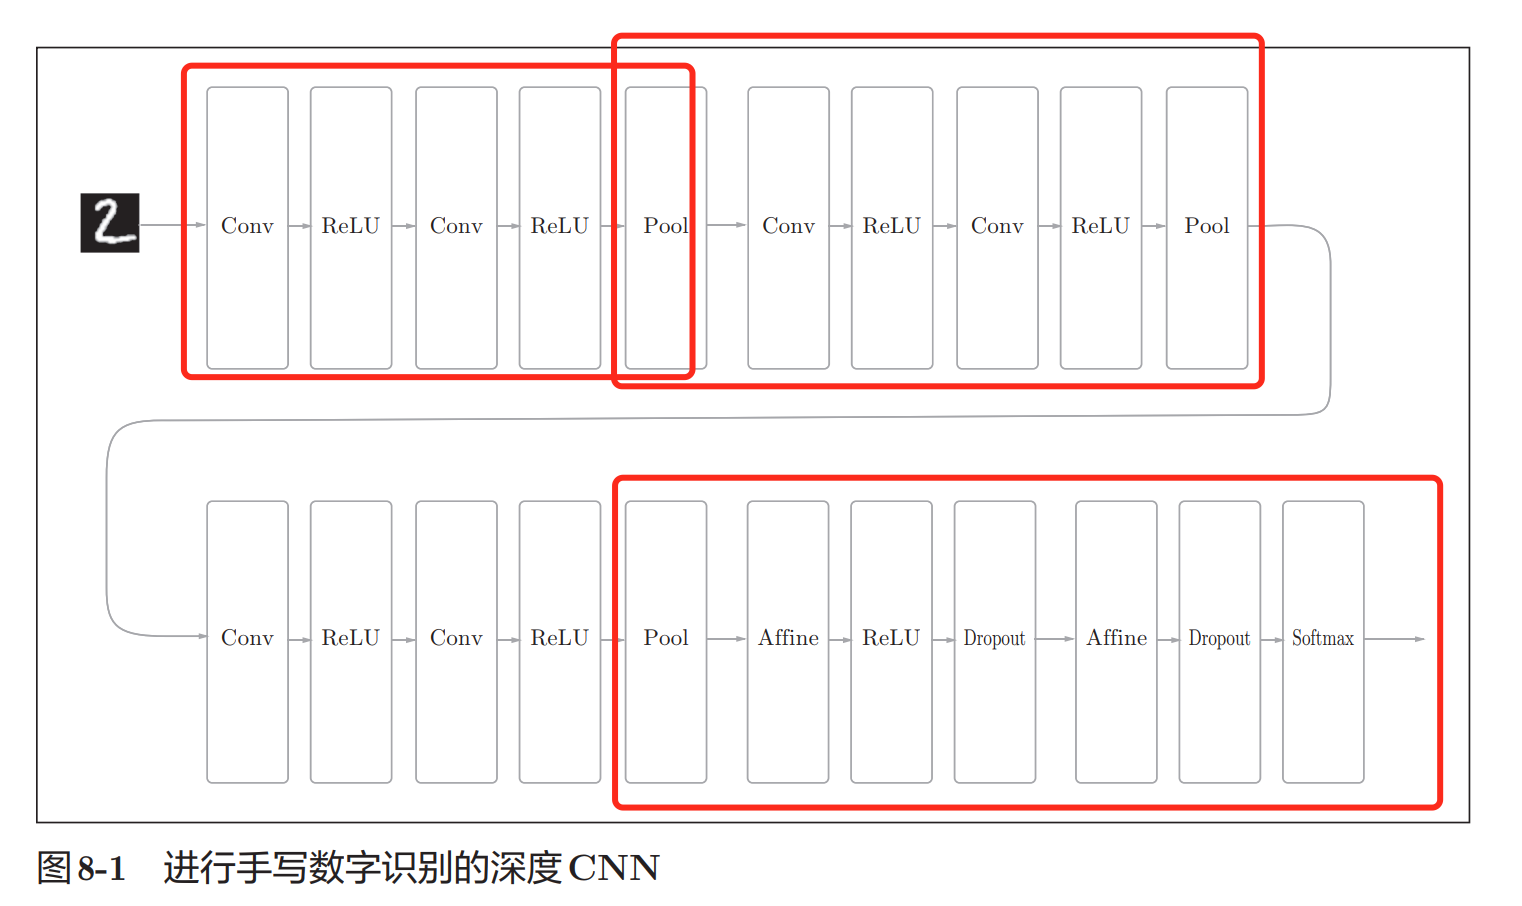 2 Conv ReLU Conv ReLU Pool Conv ReLU Conv ReLU Pool
Conv ReLU Conv ReLU Pool Affine ReLU Dropout Affine Dropout Softmax
图8-1 进行手写数字识别的深度CNN